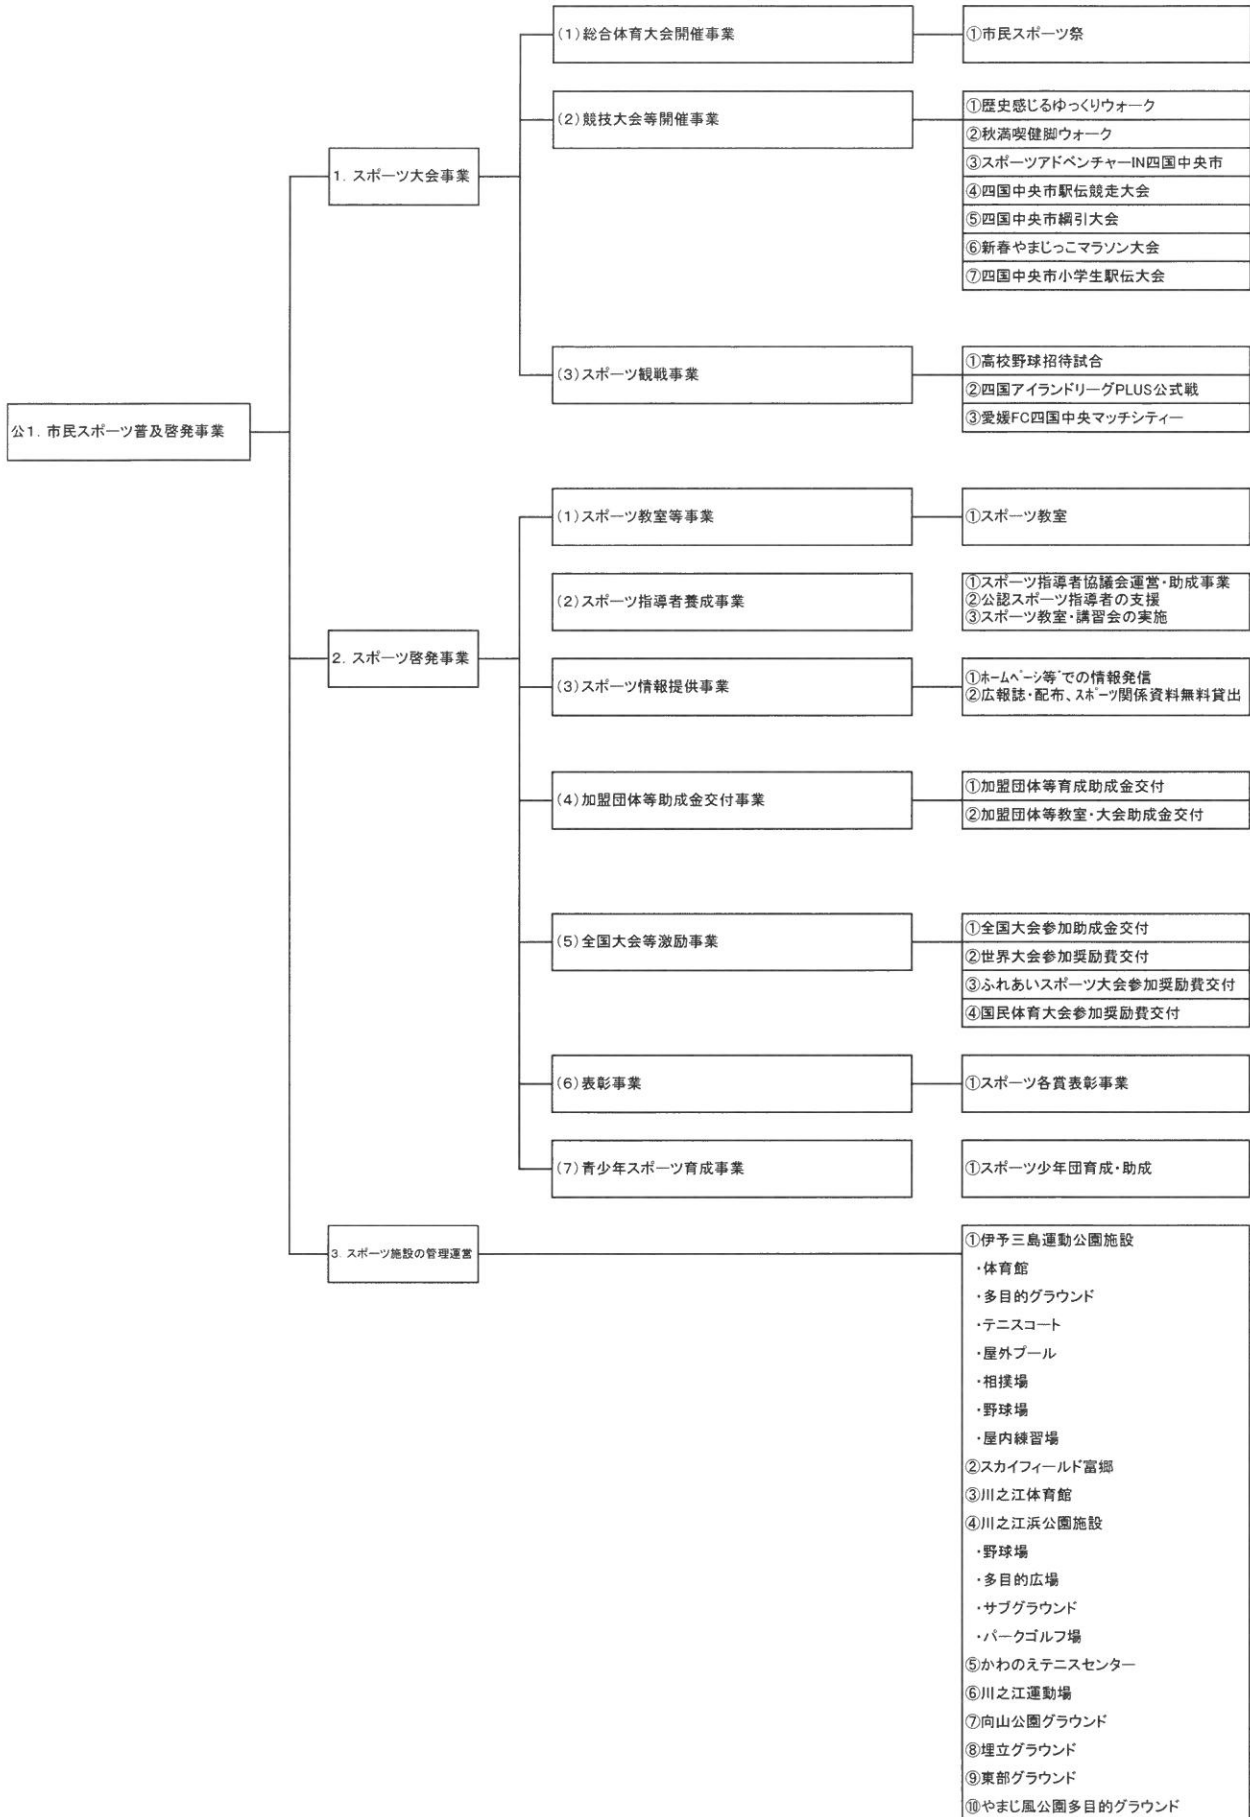 公1. 市民スポーツ普及啓発事業
1. スポーツ大会事業
(1)総合体育大会開催事業
①市民スポーツ祭
(2)競技大会等開催事業
①歴史感じるゆっくりウォーク
②秋満喫健脚ウォーク
③スポーツアドベンチャーIN四国中央市
④四国中央市駅伝競走大会
⑤四国中央市綱引大会
⑥新春やまじっこマラソン大会
⑦四国中央市小学生駅伝大会
(3)スポーツ観戦事業
①高校野球招待試合
②四国アイランドリーグPLUS公式戦
③愛媛FC四国中央マッチシティー
2. スポーツ啓発事業
(1)スポーツ教室等事業
①スポーツ教室
(2)スポーツ指導者養成事業
①スポーツ指導者協議会運営・助成事業
②公認スポーツ指導者の支援
③スポーツ教室・講習会の実施
(3)スポーツ情報提供事業
①ホームページ等での情報発信
②広報誌・配布、スポーツ関係資料無料貸出
(4)加盟団体等助成金交付事業
①加盟団体等育成助成金交付
②加盟団体等教室・大会助成金交付
(5)全国大会等激励事業
①全国大会参加助成金交付
②世界大会参加奨励費交付
③ふれあいスポーツ大会参加奨励費交付
④国民体育大会参加奨励費交付
(6)表彰事業
①スポーツ各賞表彰事業
(7)青少年スポーツ育成事業
①スポーツ少年団育成・助成
3. スポーツ施設の管理運営
①伊予三島運動公園施設
・体育館
・多目的グラウンド
・テニスコート
・屋外プール
・相撲場
・野球場
・屋内練習場
②スカイフィールド富郷
③川之江体育館
④川之江浜公園施設
・野球場
・多目的広場
・サブグラウンド
・パークゴルフ場
⑤かわのえテニスセンター
⑥川之江運動場
⑦向山公園グラウンド
⑧埋立グラウンド
⑨東部グラウンド
⑩やまじ風公園多目的グラウンド